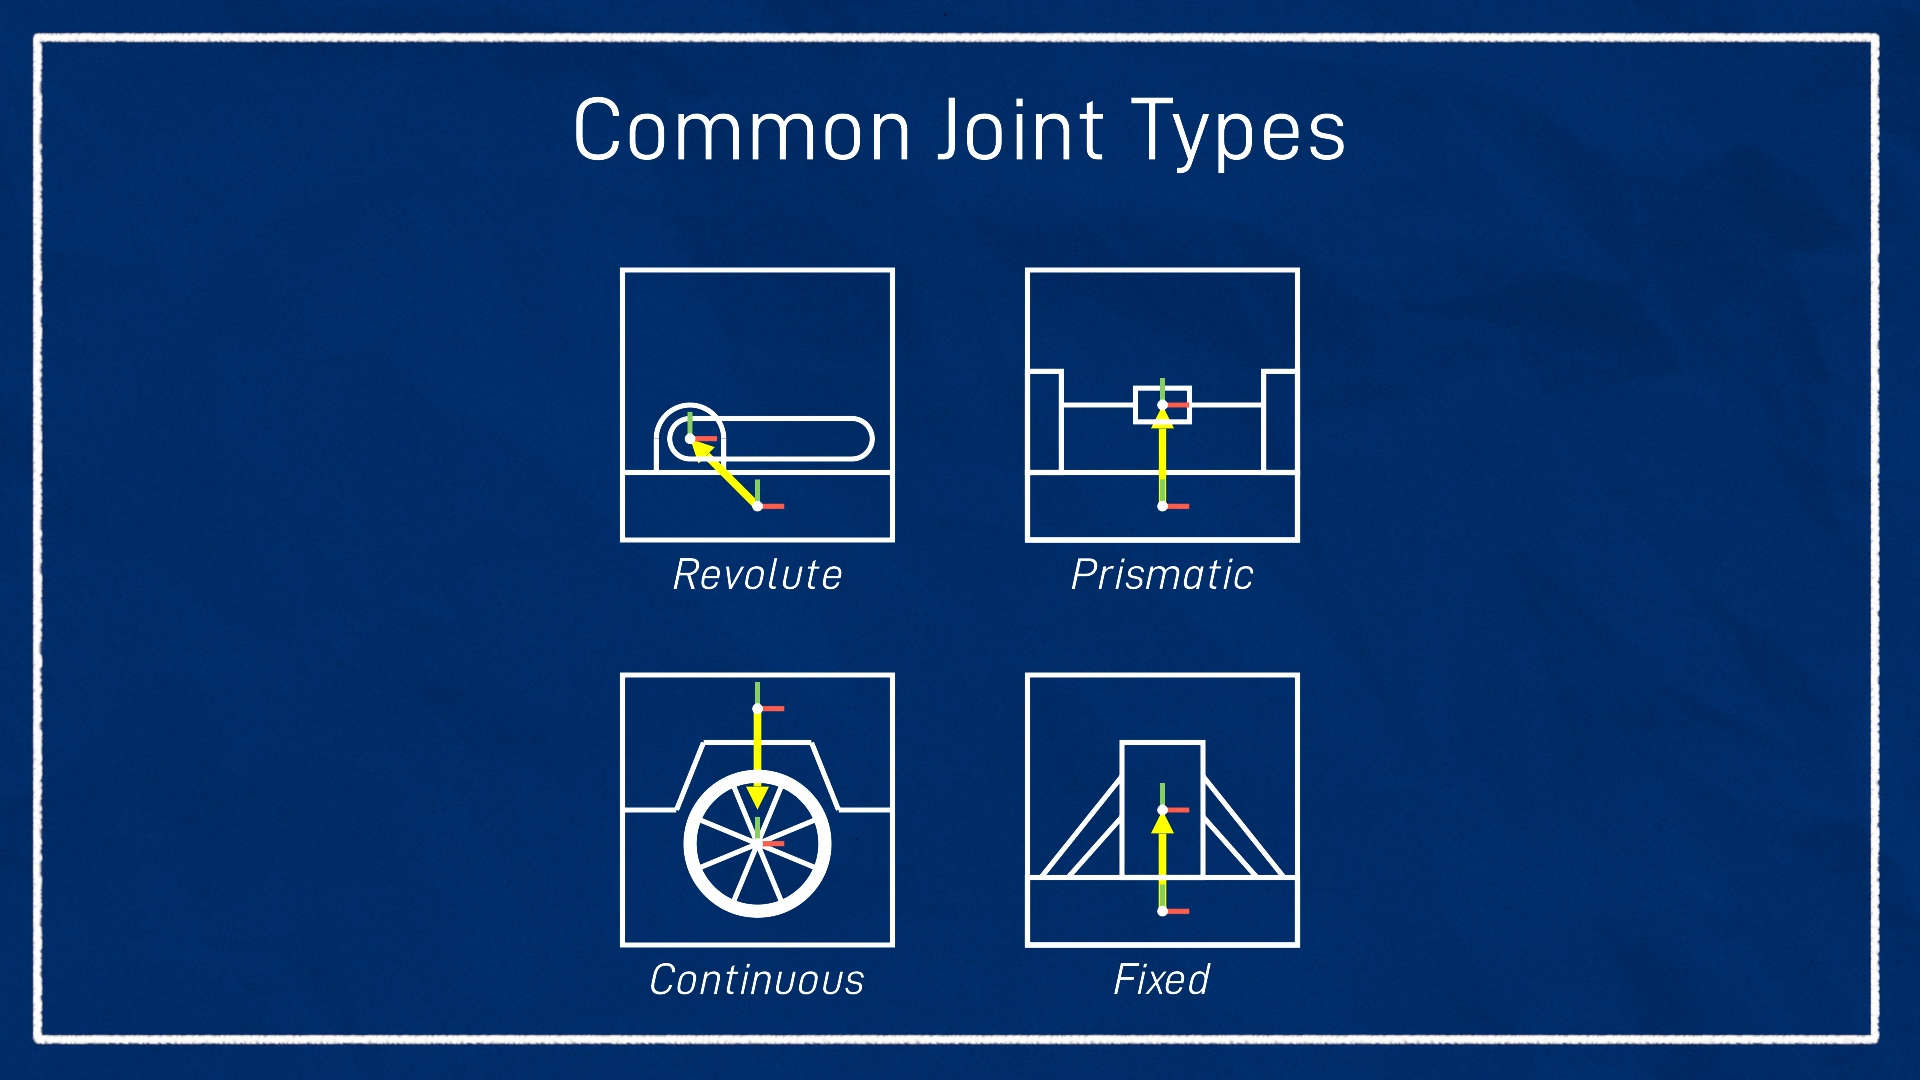 Common Joint Types
Revolute
Prismatic
Continuous
Fixed